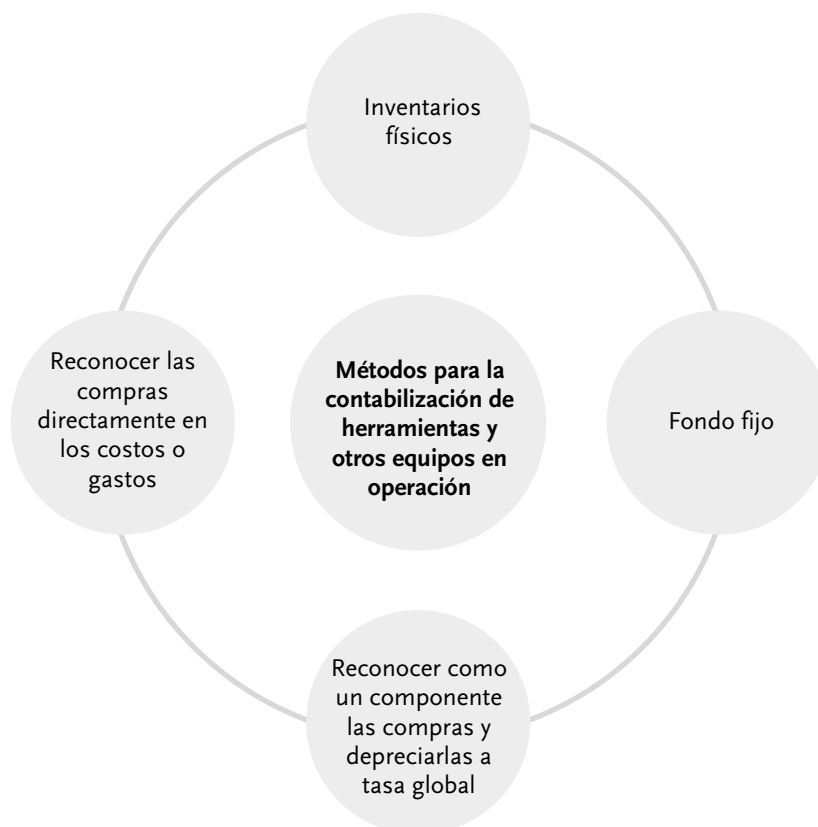 Inventarios
físicos
Reconocer las
compras
directamente en
los costos o
gastos
Métodos para la
contabilización de
herramientas y
otros equipos en
operación
Fondo fijo
Reconocer como
un componente
las compras y
depreciarlas a
tasa global